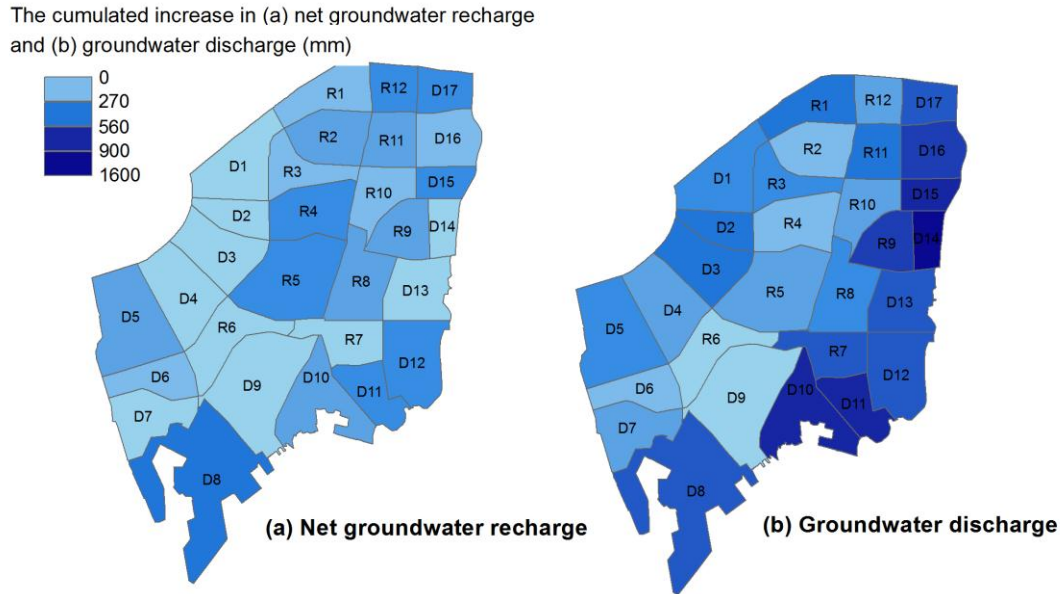 The cumulated increase in (a) net groundwater recharge
and (b) groundwater discharge (mm)
0
270
560
900
1600
R1
R12
D17
R2
R11
D16
D1
R3
R10
D15
D2
R4
R9
D14
D3
R5
R8
D13
D4
D5
R6
R7
D12
D6
D9
D10
D11
D7
D8
(a) Net groundwater recharge
R1
R12
D17
R2
R11
D16
D1
R3
R10
D15
D2
R4
R9
D14
D3
R5
R8
D13
D4
D5
R6
R7
D12
D6
D9
D10
D11
D7
D8
(b) Groundwater discharge